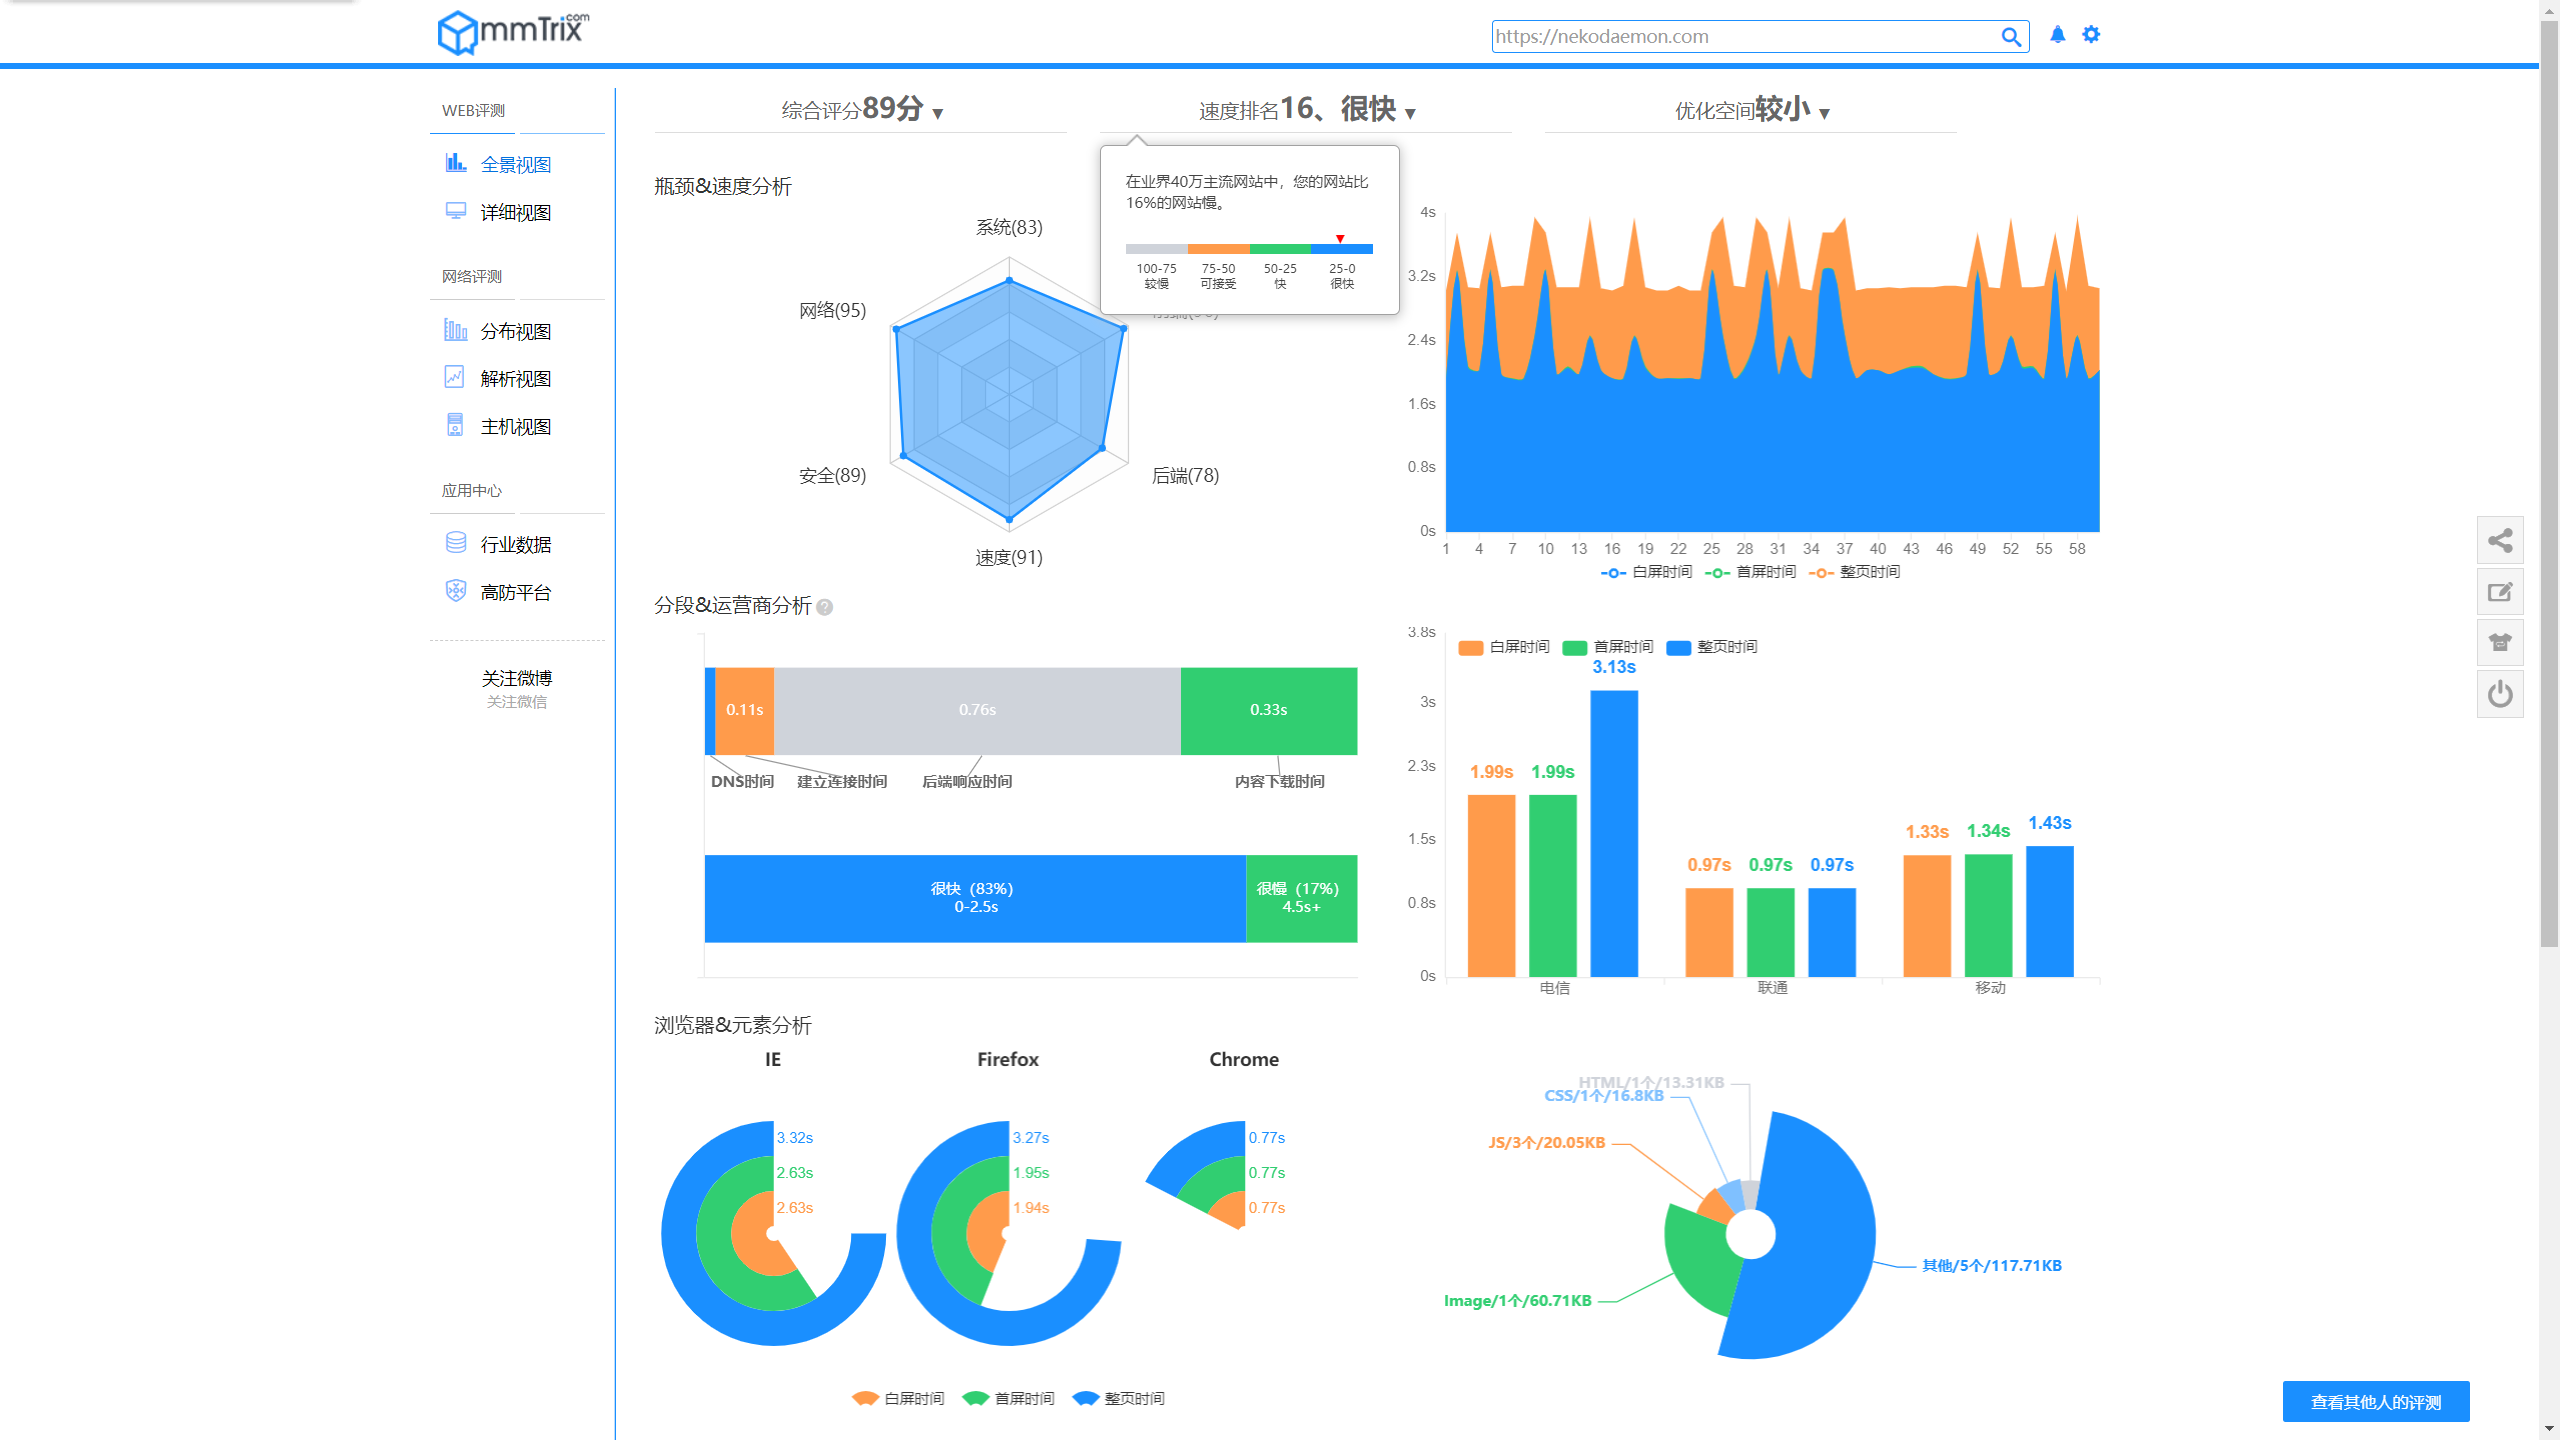 mmTrix.com
https://nekodaemon.com
WEB评测
全景视图
详细视图
网络评测
分布视图
解析视图
主机视图
应用中心
行业数据
高防平台
关注微博
关注微信
综合评分89分 ▼
速度排名16、很快 ▼
优化空间较小 ▼
在业界40万主流网站中，您的网站比
16%的网站慢。
100-75 75-50 50-25 25-0
较慢 可接受 快 很快
瓶颈&速度分析
系统(83)
网络(95)
安全(89)
速度(91)
后端(78)
4s
3.2s
2.4s
1.6s
0.8s
0s
1 4 7 10 13 16 19 22 25 28 31 34 37 40 43 46 49 52 55 58
白屏时间 首屏时间 整页时间
分段&运营商分析 ?
0.11s 0.76s 0.33s
DNS时间 建立连接时间 后端响应时间 内容下载时间
很快（83%） 很慢（17%）
0-2.5s 4.5s+
白屏时间 首屏时间 整页时间
3.8s
3s
2.3s
1.5s
0.8s
0s
1.99s 1.99s 3.13s
0.97s 0.97s 0.97s
1.33s 1.34s 1.43s
电信 联通 移动
浏览器&元素分析
IE Firefox Chrome
3.32s 3.27s 0.77s
2.63s 1.95s 0.77s
2.63s 1.94s 0.77s
白屏时间 首屏时间 整页时间
HTML/1个/13.31KB
CSS/1个/16.8KB
JS/3个/20.05KB
其他/5个/117.71KB
Image/1个/60.71KB
查看其他人的评测